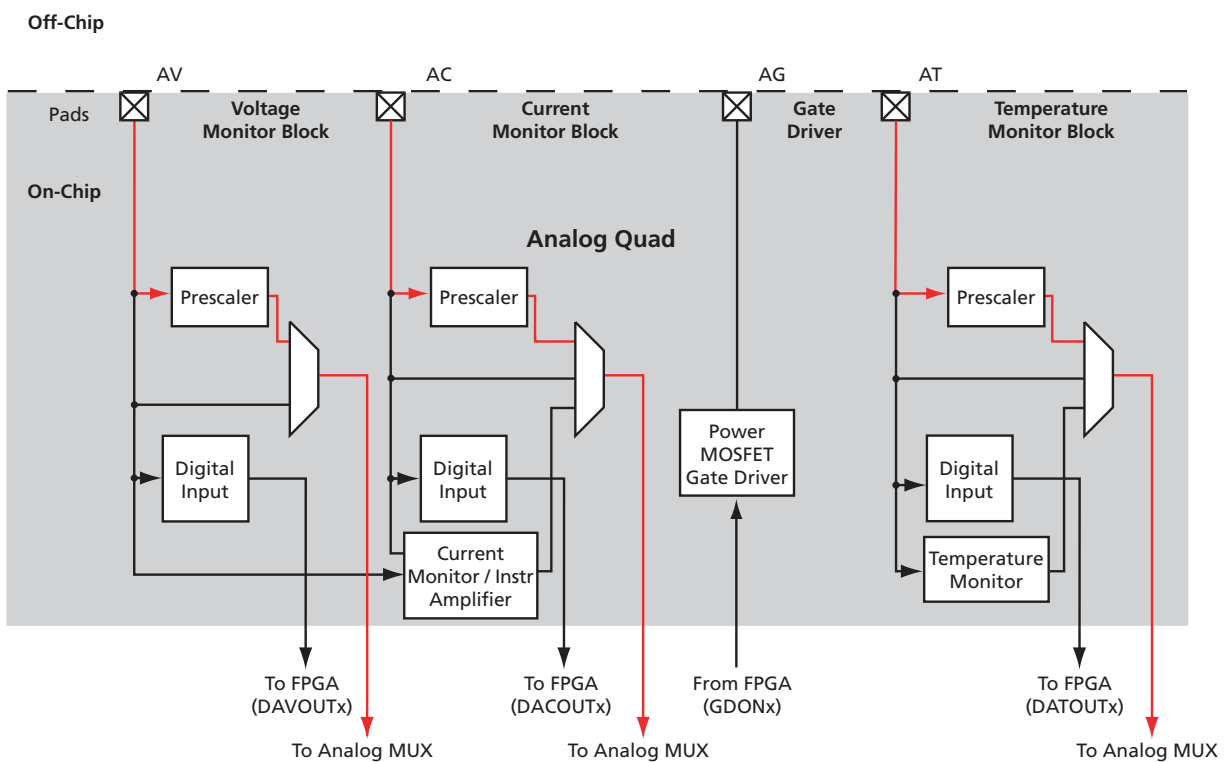 Off-Chip
AV
AC
AG
AT
Pads
Voltage
Monitor Block
Current
Monitor Block
Gate
Driver
Temperature
Monitor Block
On-Chip
Analog Quad
Prescaler
Prescaler
Prescaler
Power
MOSFET
Gate Driver
Digital
Input
Digital
Input
Digital
Input
Current
Monitor / Instr
Amplifier
Temperature
Monitor
To FPGA
(DAVOUTx)
To FPGA
(DACOUTx)
From FPGA
(GDONx)
To FPGA
(DATOUTx)
To Analog MUX
To Analog MUX
To Analog MUX